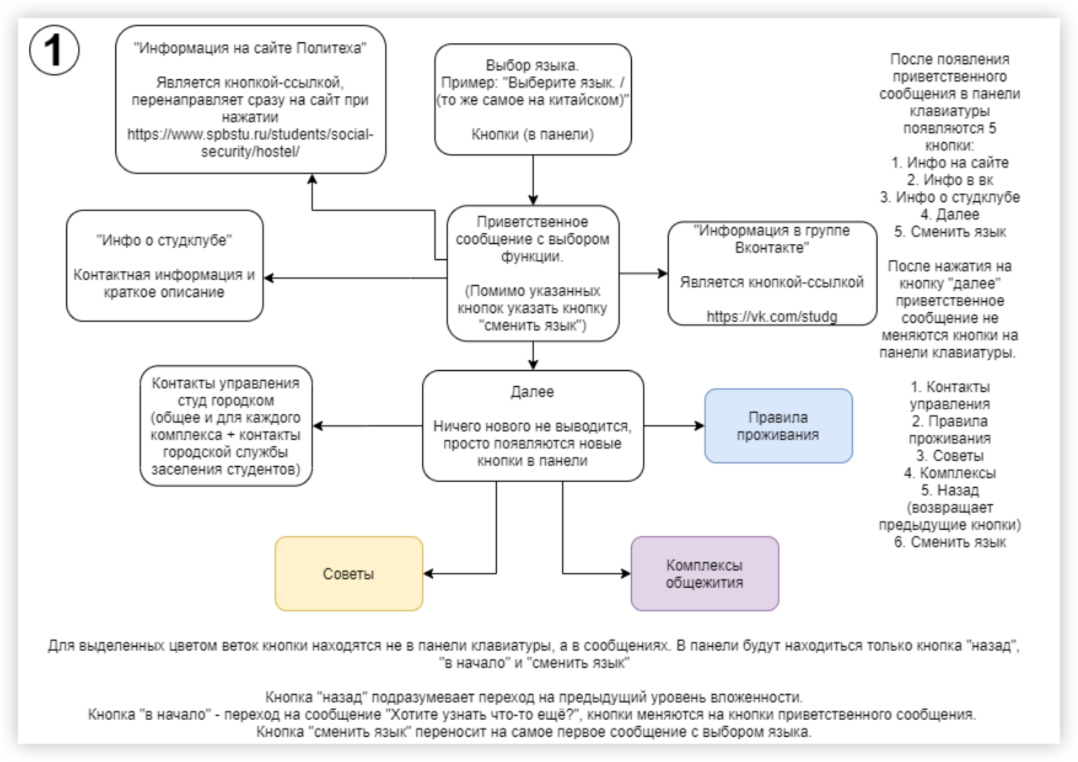 1
"Информация на сайте Политеха"
Является кнопкой-ссылкой,
перенаправляет сразу на сайт при
нажатии
https://www.spbstu.ru/students/social-
security/hostel/
Выбор языка.
Пример: "Выберите язык. /
(то же самое на китайском)"
Кнопки (в панели)
"Инфо о студклубе"
Контактная информация и
краткое описание
Приветственное
сообщение с выбором
функции.
(Помимо указанных
кнопок указать кнопку
"сменить язык")
"Информация в группе
Вконтакте"
Является кнопкой-ссылкой
https://vk.com/studg
Контакты управления
студ городком
(общее и для каждого
комплекса + контакты
городской службы
заселения студентов)
Далее
Ничего нового не выводится,
просто появляются новые
кнопки в панели
Правила
проживания
Советы
Комплексы
общежития
После появления
приветственного
сообщения в панели
клавиатуры
появляются 5
кнопки:
1. Инфо на сайте
2. Инфо в вк
3. Инфо о студклубе
4. Далее
5. Сменить язык
После нажатия на
кнопку "далее"
приветственное
сообщение не
меняются кнопки на
панели клавиатуры.
1. Контакты
управления
2. Правила
проживания
3. Советы
4. Комплексы
5. Назад
(возвращает
предыдущие кнопки)
6. Сменить язык
Для выделенных цветом веток кнопки находятся не в панели клавиатуры, а в сообщениях. В панели будут находиться только кнопка "назад",
"в начало" и "сменить язык"
Кнопка "назад" подразумевает переход на предыдущий уровень вложенности.
Кнопка "в начало" - переход на сообщение "Хотите узнать что-то ещё?", кнопки меняются на кнопки приветственного сообщения.
Кнопка "сменить язык" переносит на самое первое сообщение с выбором языка.